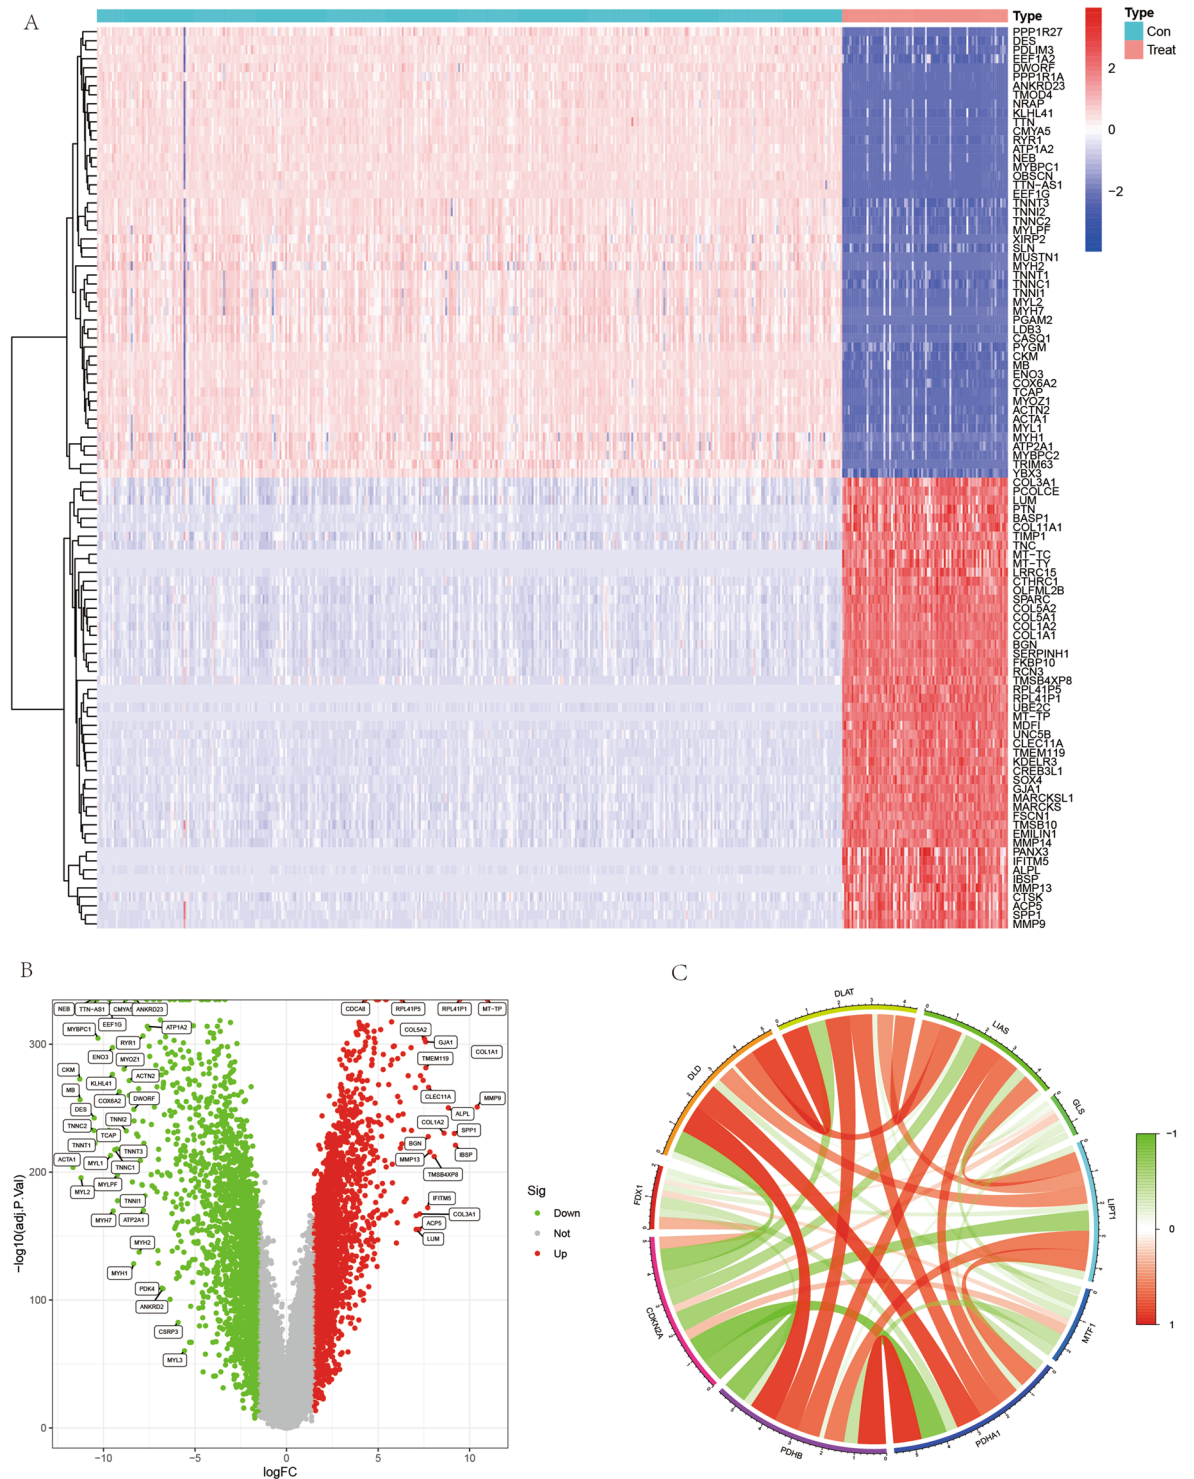 A
Type
PPP1R27
DES
PDLIM3
EEF1A2
DWORF
PPP1R1A
ANKRD23
TMOD4
NRAP
KLHL41
TTN
CMYA5
RYR1
ATP1A2
NEB
MYBPC1
OBSCN
TTN-AS1
EEF1G
TNNT3
TNNI2
TNNC2
MYLPF
XIRP2
SLN
MUSTN1
MYH2
TNNT1
TNNC1
TNNI1
MYL2
MYH7
PGAM2
LDB3
CASQ1
PYGM
CKM
MB
ENO3
COX6A2
TCAP
MYOZ1
ACTN2
ACTA1
MYL1
MYH1
ATP2A1
MYBPC2
TRIM63
YBX3
COL3A1
PCOLCE
LUM
PTN
BASP1
COL11A1
TIMP1
TNC
MT-TC
MT-TY
LRRC15
CTHRC1
OLFML2B
SPARC
COL5A2
COL5A1
COL1A2
COL1A1
BGN
SERPINH1
FKBP10
RCN3
TMSB4XP8
RPL41P5
RPL41P1
UBE2C
MT-TP
MDFI
UNC5B
CLEC11A
TMEM119
KDELR3
CREB3L1
SOX4
GJA1
MARCKSL1
MARCKS
FSCN1
TMSB10
EMILIN1
MMP14
PANX3
IFITM5
ALPL
IBSP
MMP13
CTSK
ACP5
SPP1
MMP9
2
0
-2
Type
Con
Treat
B
-log10(adj.P.Val)
300
200
100
0
-10
-5
0
5
10
logFC
NEB
TTN-AS1
CMYA5
ANKRD23
CDCA8
RPL41P5
RPL41P1
MT-TP
MYBPC1
EEF1G
ATP1A2
COL5A2
RYR1
GJA1
ENO3
MYOZ1
TMEM119
COL1A1
CKM
KLHL41
ACTN2
MB
COX6A2
DWORF
CLEC11A
MMP9
DES
TNNI2
ALPL
TNNC2
TCAP
COL1A2
SPP1
TNNT1
TNNT3
BGN
IBSP
ACTA1
MYL1
TNNC1
MMP13
TMSB4XP8
MYL2
MYLPF
TNNI1
IFITM5
MYH7
ATP2A1
COL3A1
ACP5
MYH2
LUM
MYH1
PDK4
ANKRD2
CSRP3
MYL3
Sig
Down
Not
Up
C
DLAT
LIAS
GLS
LIPT1
MTF1
PDHA1
PDHB
CDKN2A
FDX1
DLD
-1
0
1